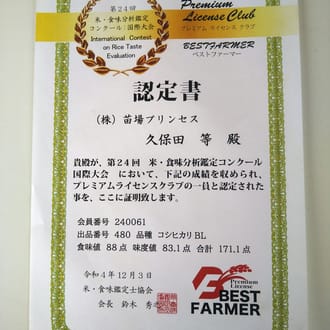 第24回
米・食味分析鑑定
コンクール:国際大会
International Contest
on Rice Taste
Evaluation
Premium
License Club
プレミアム ライセンス クラブ
BESTFARMER
ベストファーマー
認定書
(株) 苗場プリンセス
久保田 等 殿
貴殿が、第24回 米・食味分析鑑定コンクール
国際大会 において、下記の成績を収められ、
プレミアムライセンスクラブの一員と認定された
事を、ここに証明致します。
会員番号 240061
出品番号 480 品種 コシヒカリBL
食味値 88点 味度値 83.1点 合計 171.1点
令和4年12月3日
米・食味鑑定士協会
会長 鈴木 秀
Premium
License
BEST
FARMER